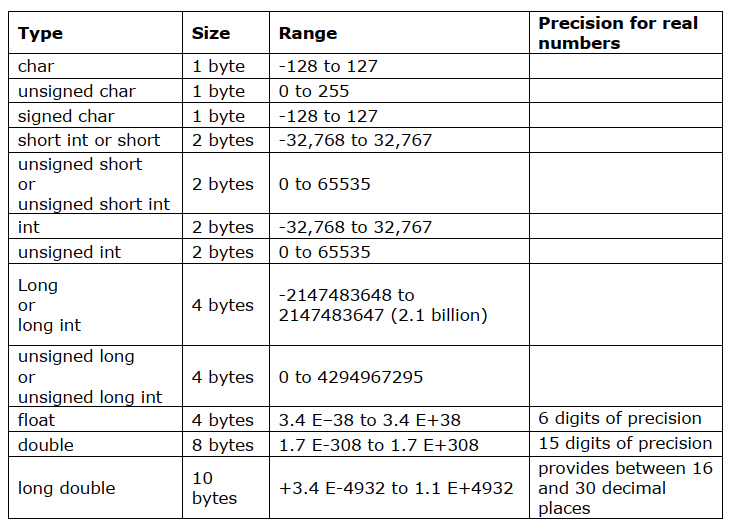 Type Size Range Precision for real
numbers
char 1 byte -128 to 127
unsigned char 1 byte 0 to 255
signed char 1 byte -128 to 127
short int or short 2 bytes -32,768 to 32,767
unsigned short
or
unsigned short int 2 bytes 0 to 65535
int 2 bytes -32,768 to 32,767
unsigned int 2 bytes 0 to 65535
Long
or
long int 4 bytes -2147483648 to
2147483647 (2.1 billion)
unsigned long
or
unsigned long int 4 bytes 0 to 4294967295
float 4 bytes 3.4 E–38 to 3.4 E+38 6 digits of precision
double 8 bytes 1.7 E-308 to 1.7 E+308 15 digits of precision
long double 10
bytes +3.4 E-4932 to 1.1 E+4932 provides between 16
and 30 decimal
places